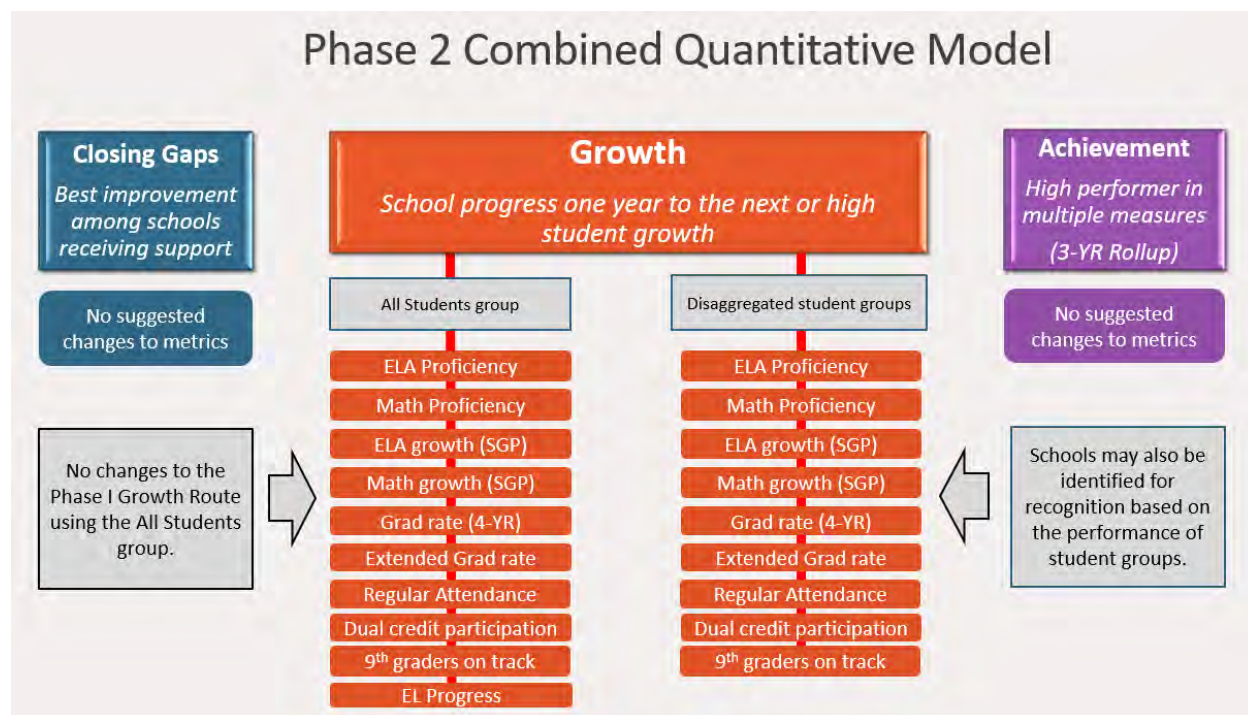 Phase 2 Combined Quantitative Model
Closing Gaps
Best improvement
among schools
receiving support
No suggested
changes to metrics
No changes to the
Phase I Growth Route
using the All Students
group.
Growth
School progress one year to the next or high
student growth
All Students group
ELA Proficiency
Math Proficiency
ELA growth (SGP)
Math growth (SGP)
Grad rate (4-YR)
Extended Grad rate
Regular Attendance
Dual credit participation
9th graders on track
EL Progress
Disaggregated student groups
ELA Proficiency
Math Proficiency
ELA growth (SGP)
Math growth (SGP)
Grad rate (4-YR)
Extended Grad rate
Regular Attendance
Dual credit participation
9th graders on track
Achievement
High performer in
multiple measures
(3-YR Rollup)
No suggested
changes to metrics
Schools may also be
identified for
recognition based on
the performance of
student groups.